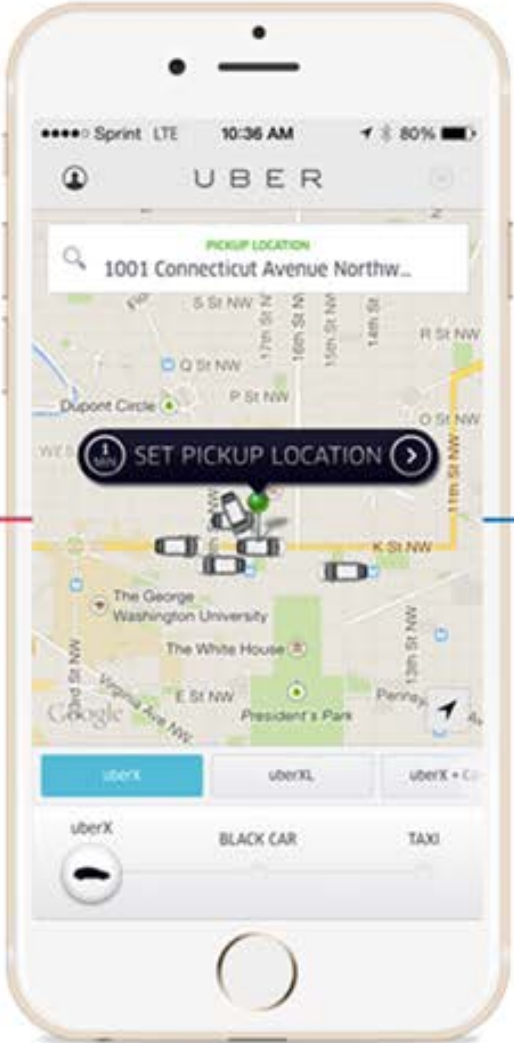 Sprint LTE 10:36 AM 80%
UBER
PICKUP LOCATION
1001 Connecticut Avenue Northw...
S St NW
17th St N
16th St N
15th St NW
14th St
R St NW
Q St NW
Dupont Circle
P St NW
O St NW
1 MIN SET PICKUP LOCATION
11th St NW
K St NW
The George
Washington University
The White House
13th St NW
23rd St NW
Virginia Ave NW
E St NW
President's Park
Google
uberX uberXL uberX + C
uberX BLACK CAR TAXI